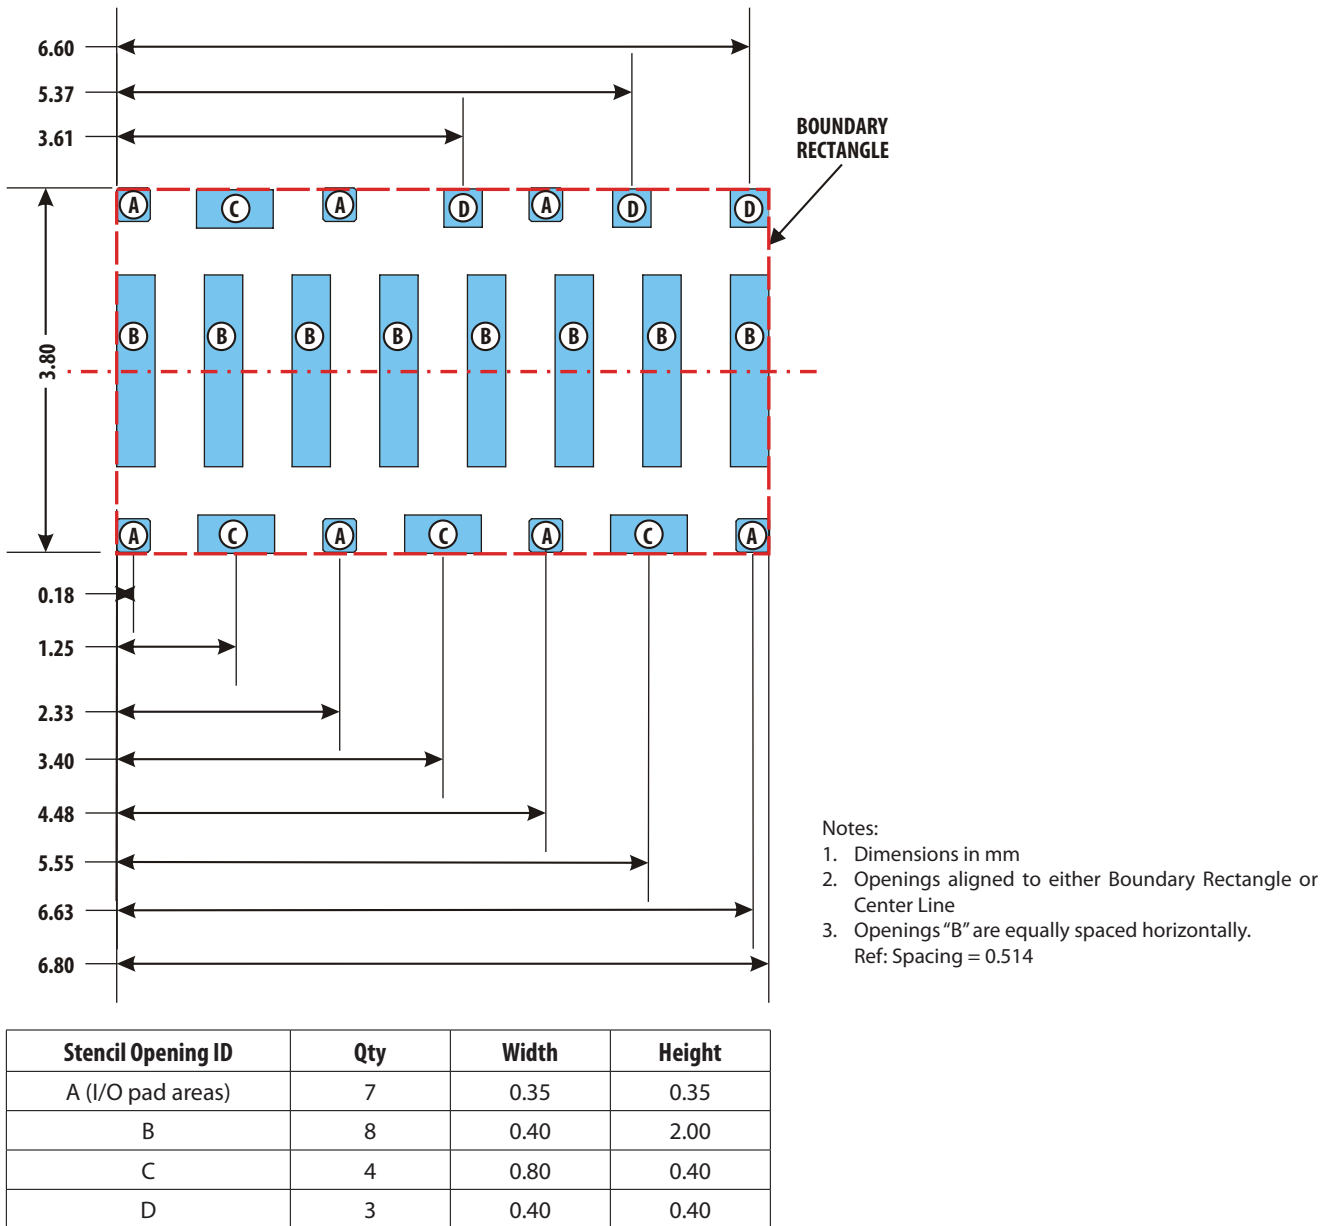 6.60
5.37
3.61
BOUNDARY
RECTANGLE
A C A D A D D
3.80
B B B B B B B B
A C A C A C A
0.18
1.25
2.33
3.40
4.48
5.55
6.63
6.80
Notes:
1. Dimensions in mm
2. Openings aligned to either Boundary Rectangle or
Center Line
3. Openings “B” are equally spaced horizontally.
Ref: Spacing = 0.514
Stencil Opening ID Qty Width Height
A (I/O pad areas) 7 0.35 0.35
B 8 0.40 2.00
C 4 0.80 0.40
D 3 0.40 0.40